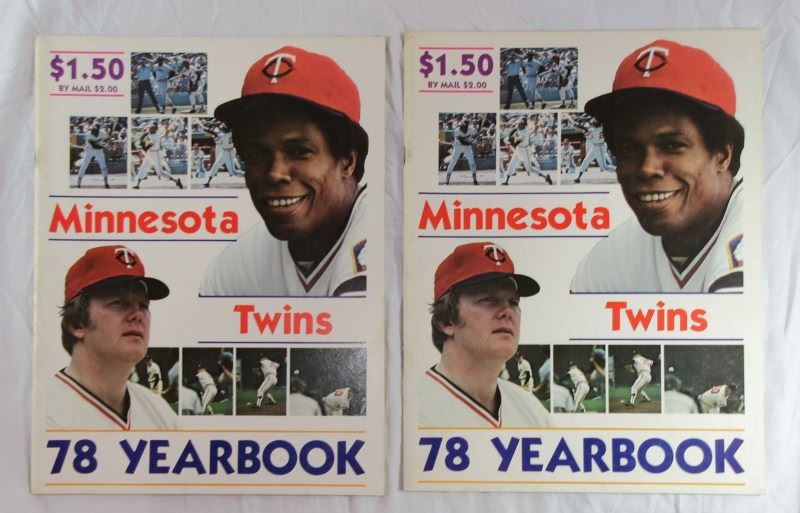 $1.50
BY MAIL $2.00
Minnesota
Twins
78 YEARBOOK
$1.50
BY MAIL $2.00
Minnesota
Twins
78 YEARBOOK